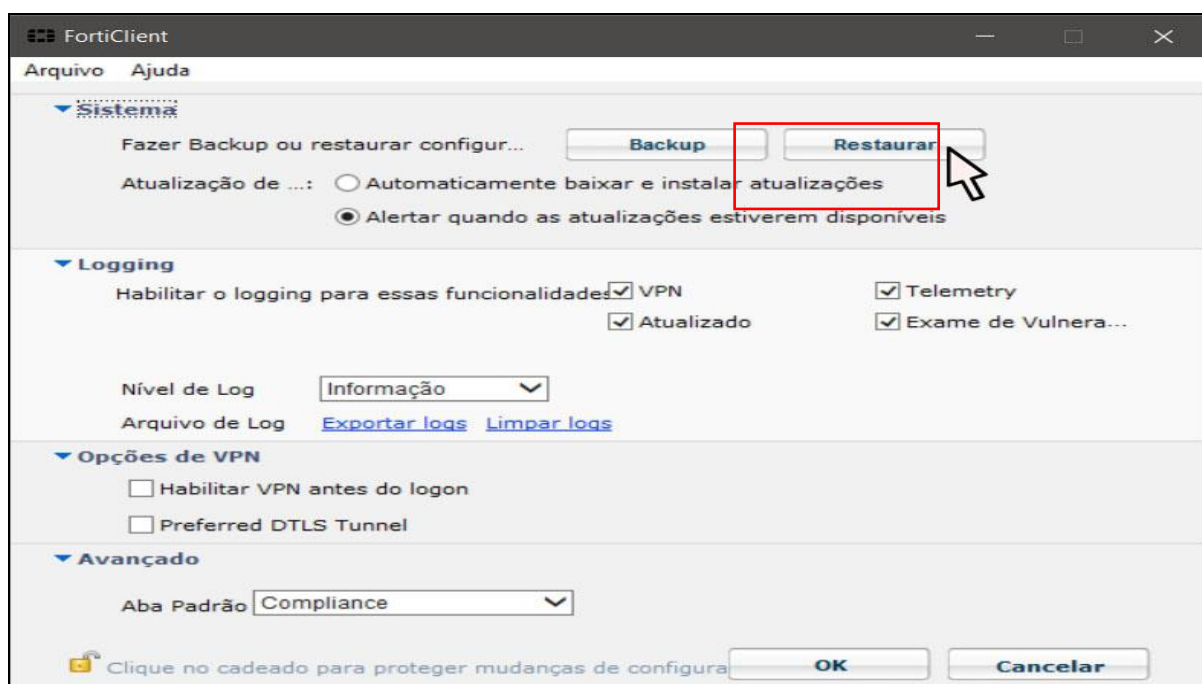 FortiClient
Arquivo Ajuda
Sistema
Fazer Backup ou restaurar configur... Backup Restaurar
Atualização de ...: Automaticamente baixar e instalar atualizações
Alertar quando as atualizações estiverem disponíveis
Logging
Habilitar o logging para essas funcionalidades VPN Telemetry
Atualizado Exame de Vulnera...
Nível de Log Informação
Arquivo de Log Exportar logs Limpar logs
Opções de VPN
Habilitar VPN antes do logon
Preferred DTLS Tunnel
Avançado
Aba Padrão Compliance
Clique no cadeado para proteger mudanças de configura OK Cancelar